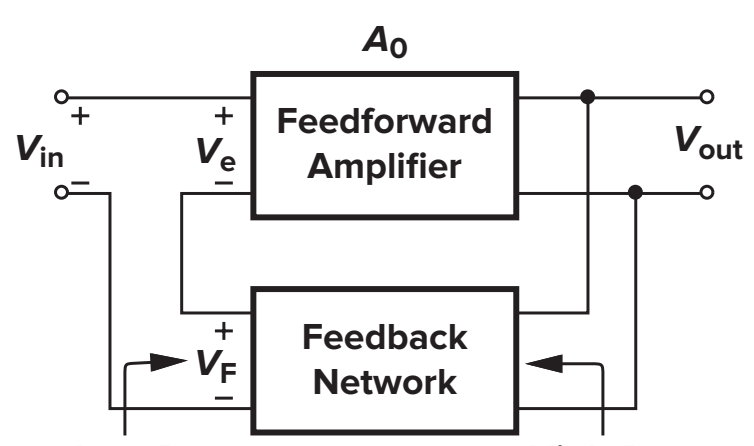 A0
+
+
Feedforward
Vin
Ve
Amplifier
Vout
−
−
+
Feedback
VF
Network
−